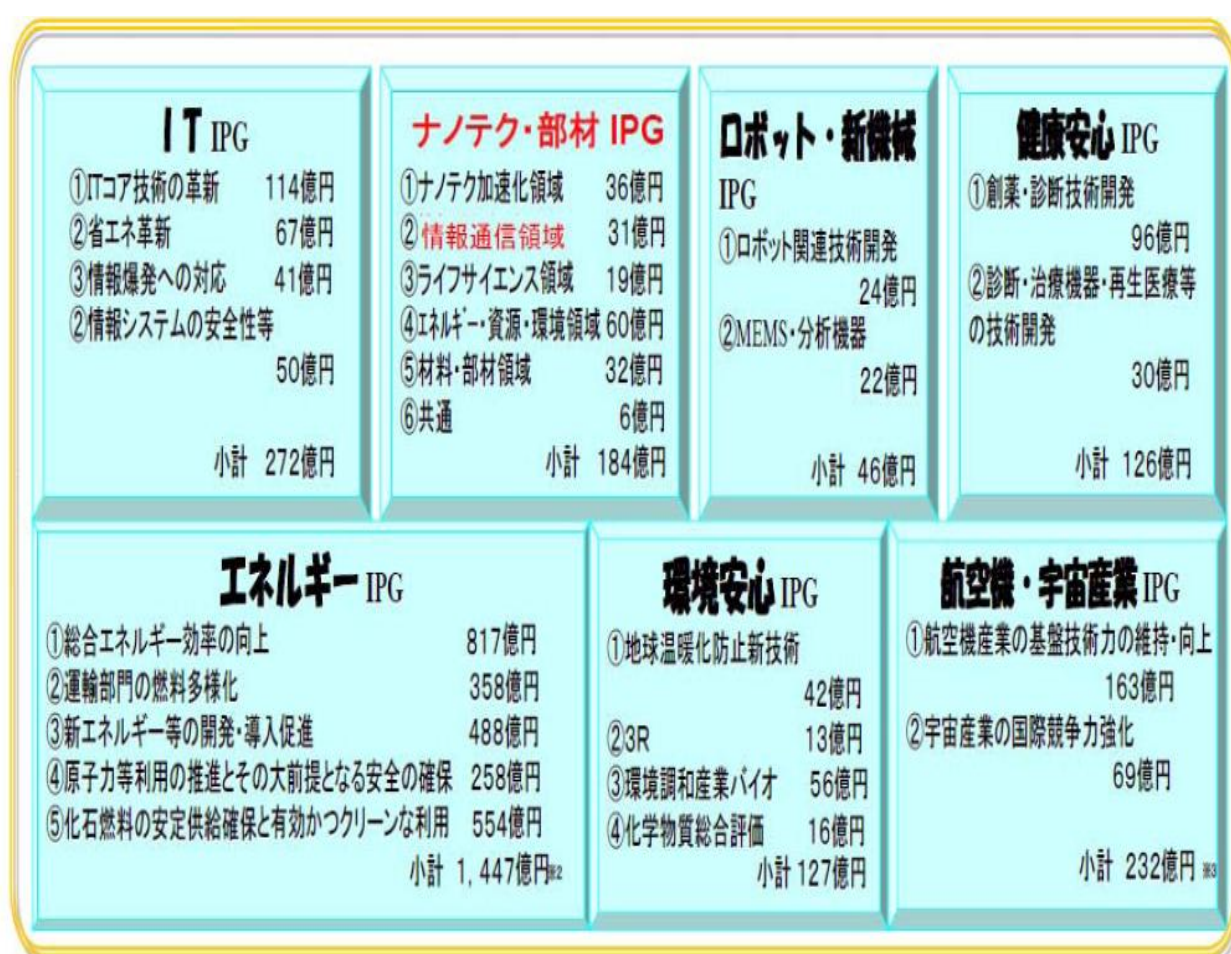 IT IPG
①ITコア技術の革新 114億円
②省エネ革新 67億円
③情報爆発への対応 41億円
②情報システムの安全性等
50億円
小計 272億円
ナノテク・部材 IPG
①ナノテク加速化領域 36億円
②情報通信領域 31億円
③ライフサイエンス領域 19億円
④エネルギー・資源・環境領域 60億円
⑤材料・部材領域 32億円
⑥共通 6億円
小計 184億円
ロボット・新機械
IPG
①ロボット関連技術開発
24億円
②MEMS・分析機器
22億円
小計 46億円
健康安心 IPG
①創薬・診断技術開発
96億円
②診断・治療機器・再生医療等
の技術開発
30億円
小計 126億円
エネルギー IPG
①総合エネルギー効率の向上 817億円
②運輸部門の燃料多様化 358億円
③新エネルギー等の開発・導入促進 488億円
④原子力等利用の推進とその大前提となる安全の確保 258億円
⑤化石燃料の安定供給確保と有効かつクリーンな利用 554億円
小計 1,447億円※2
環境安心 IPG
①地球温暖化防止新技術
42億円
②3R 13億円
③環境調和産業バイオ 56億円
④化学物質総合評価 16億円
小計 127億円
航空機・宇宙産業 IPG
①航空機産業の基盤技術力の維持・向上
163億円
②宇宙産業の国際競争力強化
69億円
小計 232億円 ※3